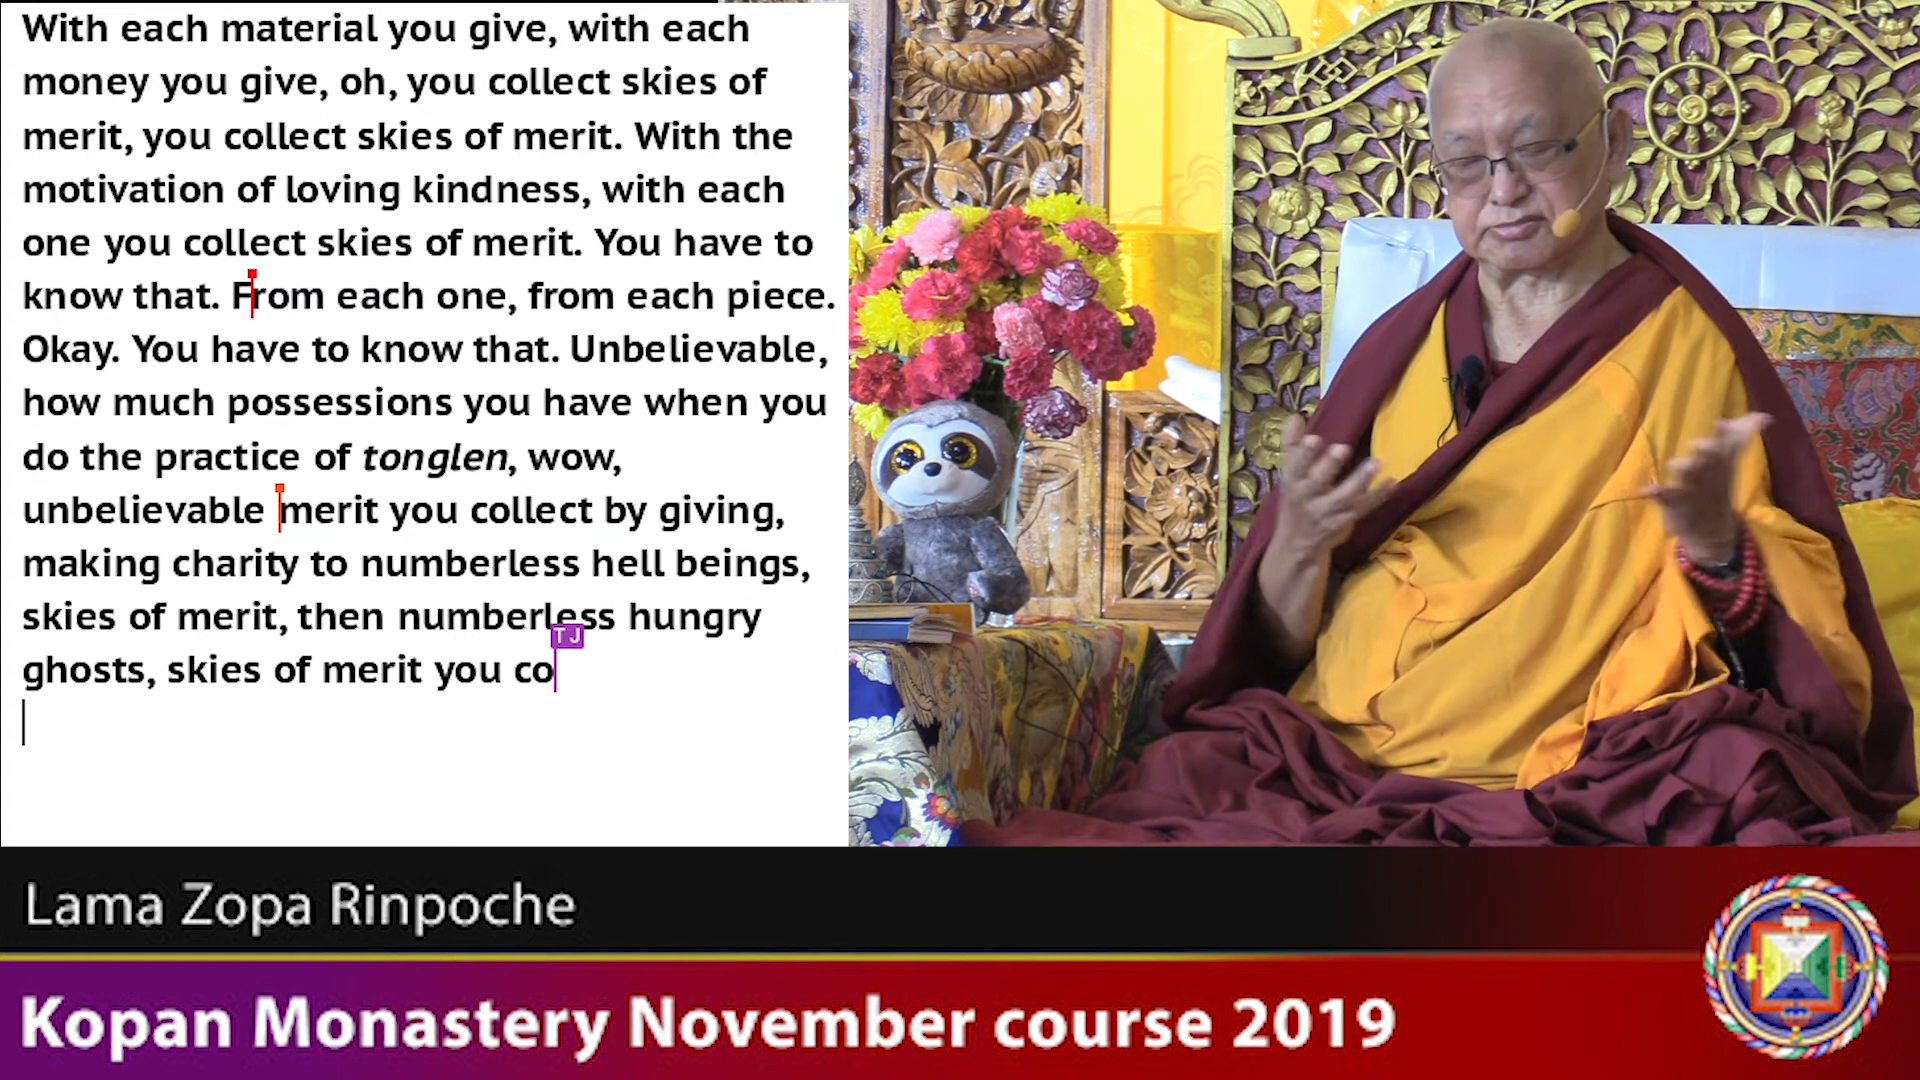 With each material you give, with each
money you give, oh, you collect skies of
merit, you collect skies of merit. With the
motivation of loving kindness, with each
one you collect skies of merit. You have to
know that. From each one, from each piece.
Okay. You have to know that. Unbelievable,
how much possessions you have when you
do the practice of tonglen, wow,
unbelievable merit you collect by giving,
making charity to numberless hell beings,
skies of merit, then numberless hungry
TJ
ghosts, skies of merit you co
Lama Zopa Rinpoche
Kopan Monastery November course 2019